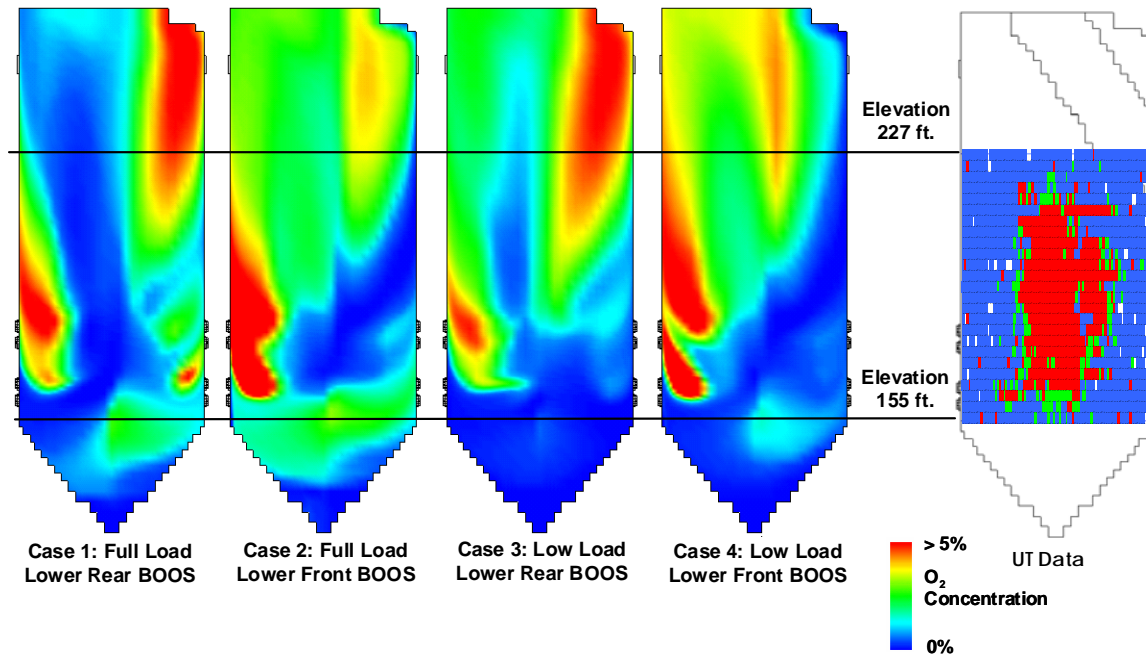 Elevation
227 ft.
Elevation
155 ft.
Case 1: Full Load
Lower Rear BOOS
Case 2: Full Load
Lower Front BOOS
Case 3: Low Load
Lower Rear BOOS
Case 4: Low Load
Lower Front BOOS
> 5%
O₂
Concentration
0%
UT Data